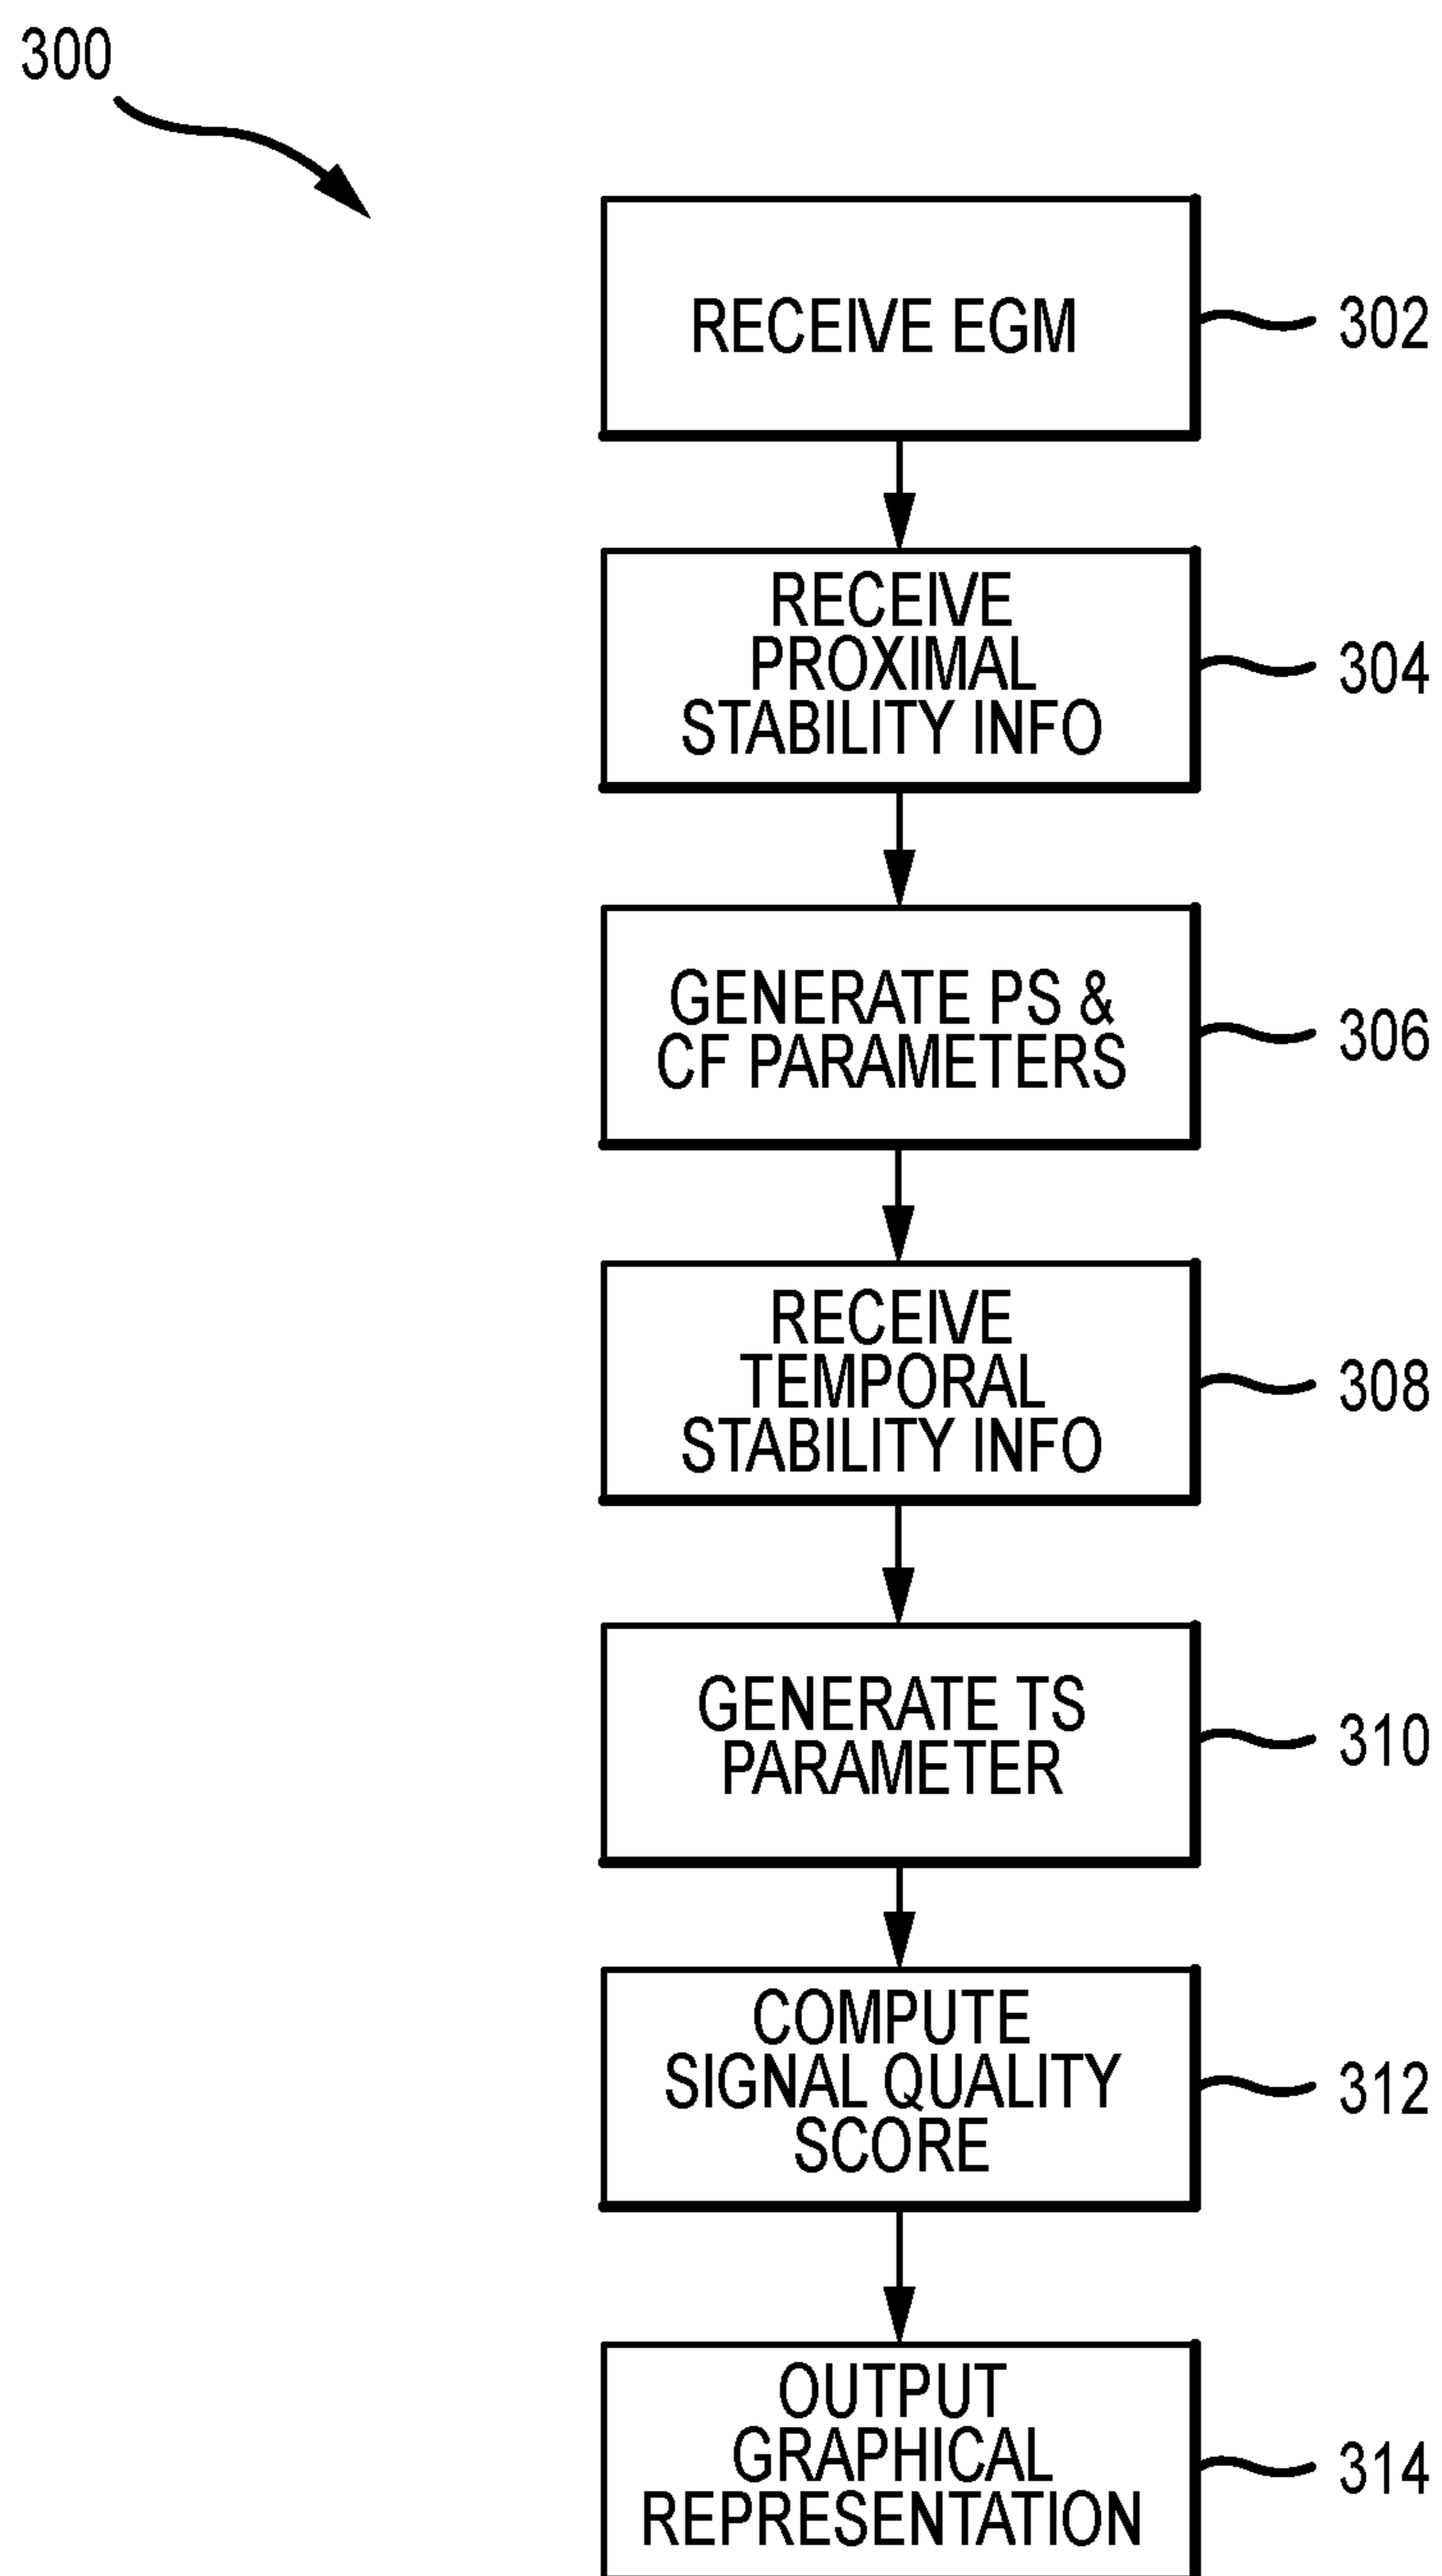 300
RECEIVE EGM
302
RECEIVE
PROXIMAL
STABILITY INFO
304
GENERATE PS &
CF PARAMETERS
306
RECEIVE
TEMPORAL
STABILITY INFO
308
GENERATE TS
PARAMETER
310
COMPUTE
SIGNAL QUALITY
SCORE
312
OUTPUT
GRAPHICAL
REPRESENTATION
314